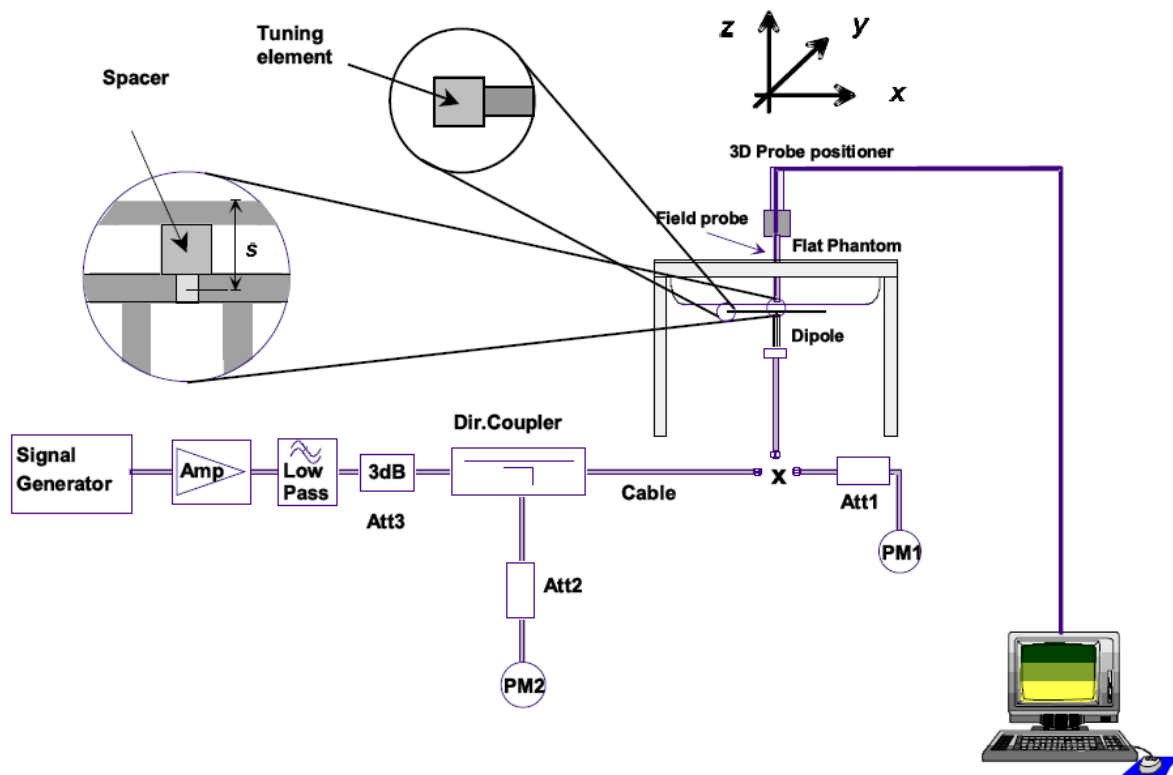 Tuning
element
Spacer
z
y
x
3D Probe positioner
Field probe
Flat Phantom
s
Dipole
Dir.Coupler
Signal
Generator
Amp
Low
Pass
3dB
Att3
Cable
x
Att1
PM1
Att2
PM2